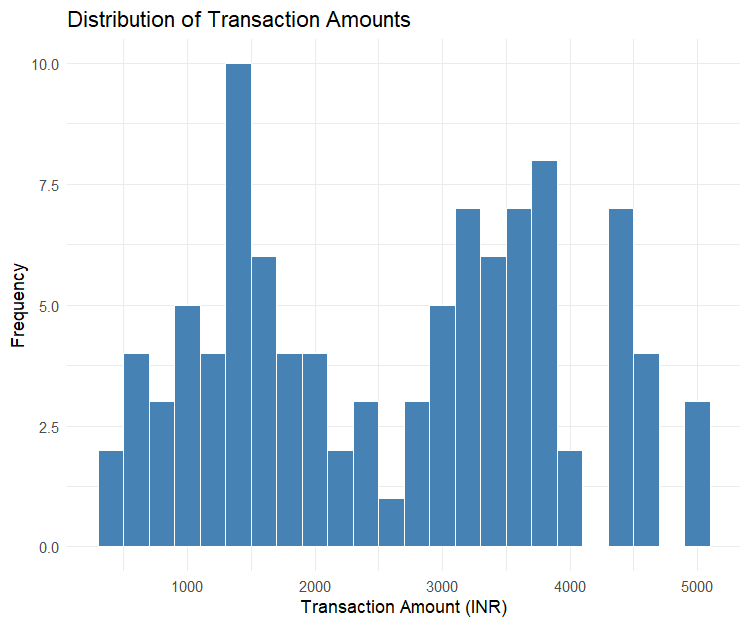 Distribution of Transaction Amounts
10.0
7.5
5.0
2.5
0.0
Frequency
1000 2000 3000 4000 5000
Transaction Amount (INR)